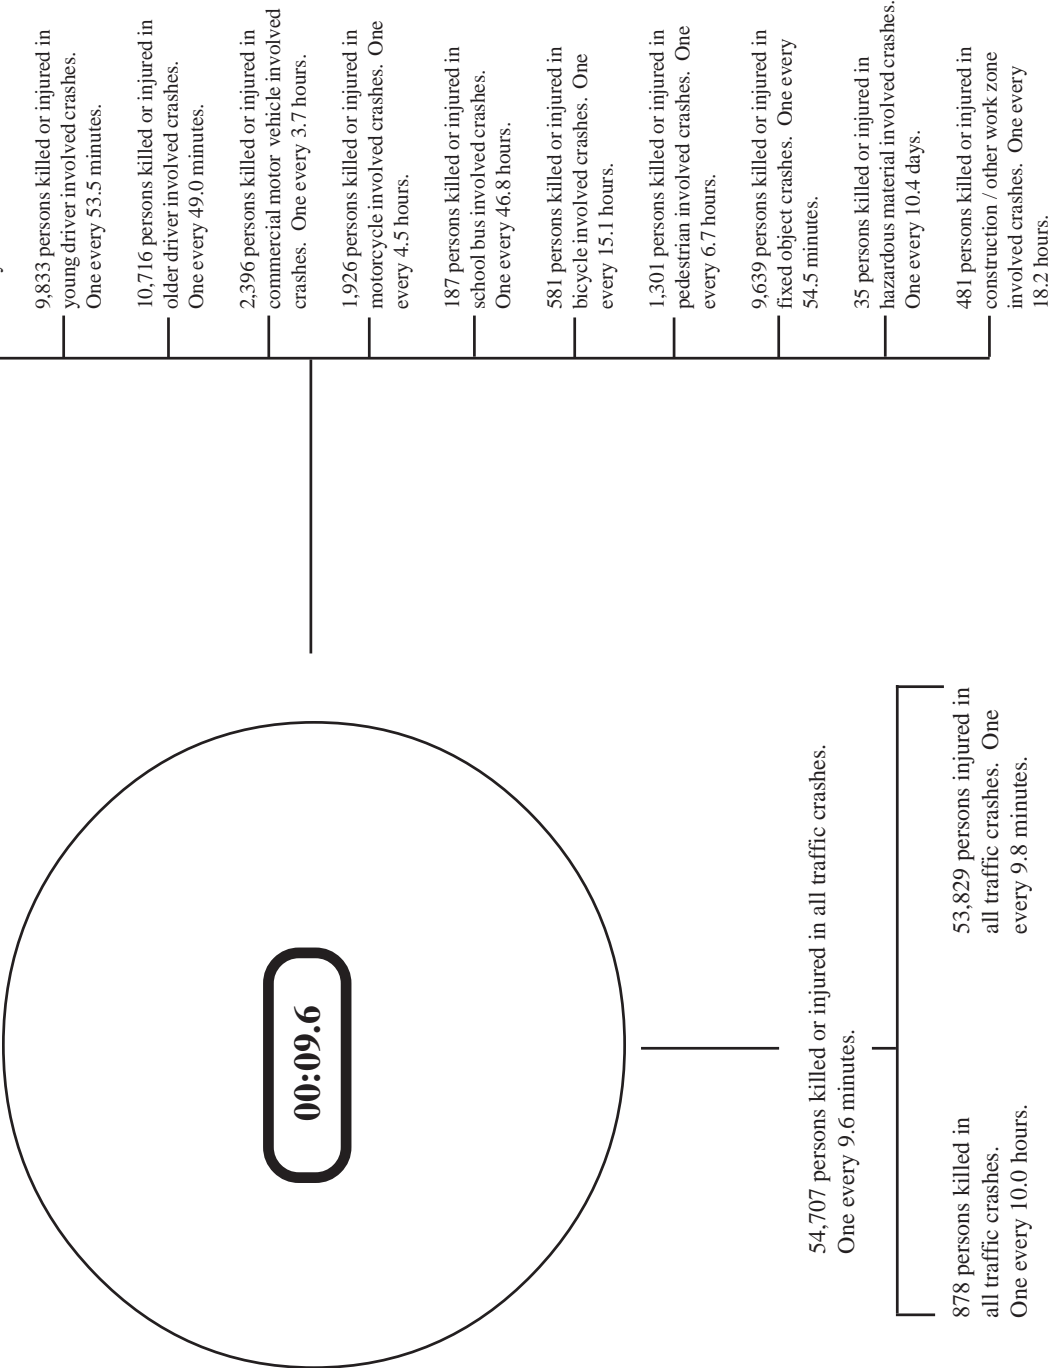 9,833 persons killed or injured in
young driver involved crashes.
One every 53.5 minutes.
10,716 persons killed or injured in
older driver involved crashes.
One every 49.0 minutes.
2,396 persons killed or injured in
commercial motor vehicle involved
crashes. One every 3.7 hours.
1,926 persons killed or injured in
motorcycle involved crashes. One
every 4.5 hours.
187 persons killed or injured in
school bus involved crashes.
One every 46.8 hours.
581 persons killed or injured in
bicycle involved crashes. One
every 15.1 hours.
1,301 persons killed or injured in
pedestrian involved crashes. One
every 6.7 hours.
9,639 persons killed or injured in
fixed object crashes. One every
54.5 minutes.
35 persons killed or injured in
hazardous material involved crashes.
One every 10.4 days.
481 persons killed or injured in
construction / other work zone
involved crashes. One every
18.2 hours.
00:09.6
54,707 persons killed or injured in all traffic crashes.
One every 9.6 minutes.
878 persons killed in
all traffic crashes.
One every 10.0 hours.
53,829 persons injured in
all traffic crashes. One
every 9.8 minutes.